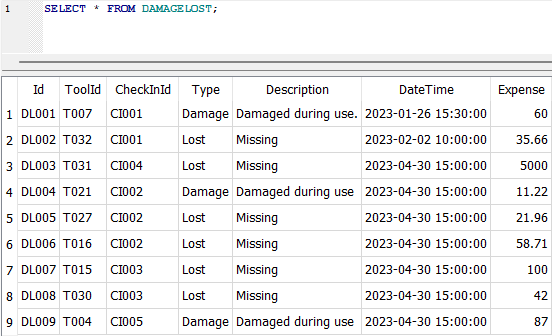 1 SELECT * FROM DAMAGELOST;
Id ToolId CheckInId Type Description DateTime Expense
1 DL001 T007 CI001 Damage Damaged during use. 2023-01-26 15:30:00 60
2 DL002 T032 CI001 Lost Missing 2023-02-02 10:00:00 35.66
3 DL003 T031 CI004 Lost Missing 2023-04-30 15:00:00 5000
4 DL004 T021 CI002 Damage Damaged during use 2023-04-30 15:00:00 11.22
5 DL005 T027 CI002 Lost Missing 2023-04-30 15:00:00 21.96
6 DL006 T016 CI002 Lost Missing 2023-04-30 15:00:00 58.71
7 DL007 T015 CI003 Lost Missing 2023-04-30 15:00:00 100
8 DL008 T030 CI003 Lost Missing 2023-04-30 15:00:00 42
9 DL009 T004 CI005 Damage Damaged during use 2023-04-30 15:00:00 87